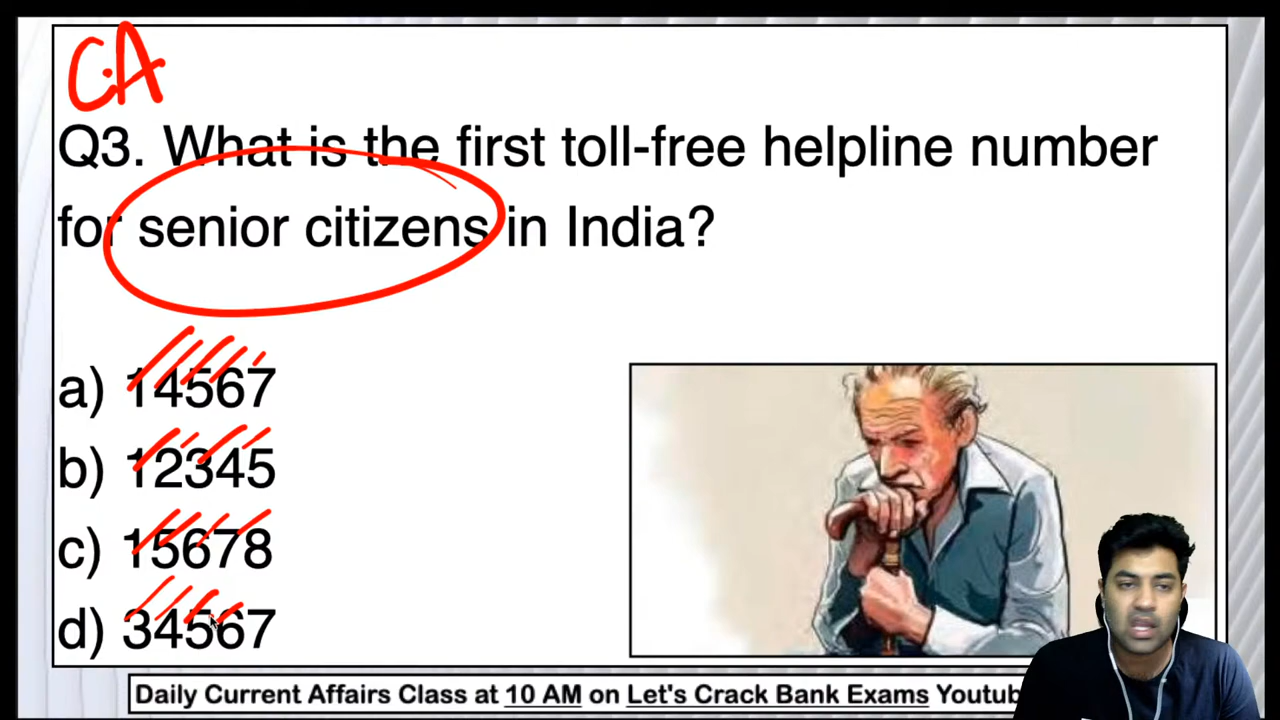 CA
Q3. What is the first toll-free helpline number
for senior citizens in India?
a) 14567
b) 12345
c) 15678
d) 34567
Daily Current Affairs Class at 10 AM on Let's Crack Bank Exams Youtub